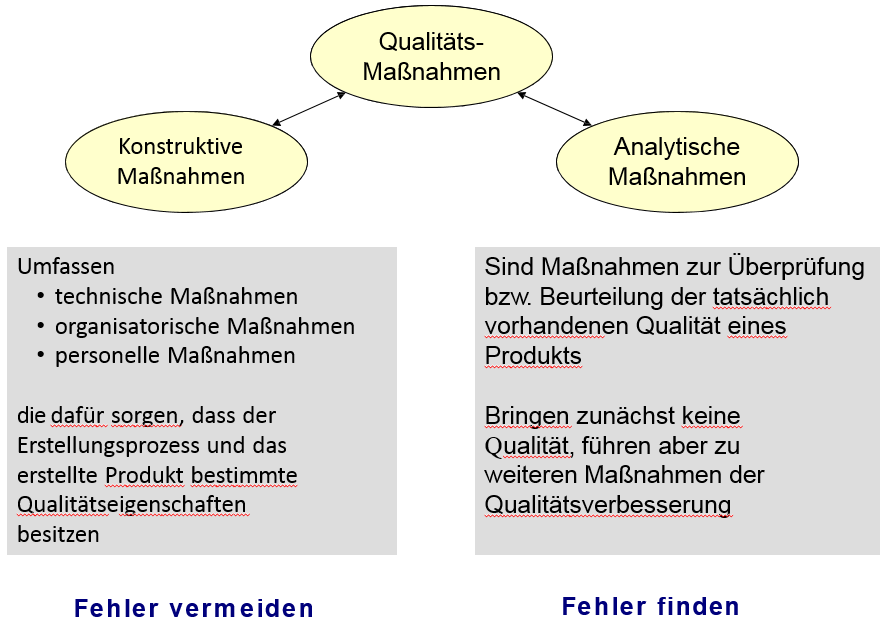 Qualitäts-
Maßnahmen
Konstruktive
Maßnahmen
Analytische
Maßnahmen
Umfassen
• technische Maßnahmen
• organisatorische Maßnahmen
• personelle Maßnahmen
die dafür sorgen, dass der
Erstellungsprozess und das
erstellte Produkt bestimmte
Qualitätseigenschaften
besitzen
Sind Maßnahmen zur Überprüfung
bzw. Beurteilung der tatsächlich
vorhandenen Qualität eines
Produkts
Bringen zunächst keine
Qualität, führen aber zu
weiteren Maßnahmen der
Qualitätsverbesserung
Fehler vermeiden
Fehler finden